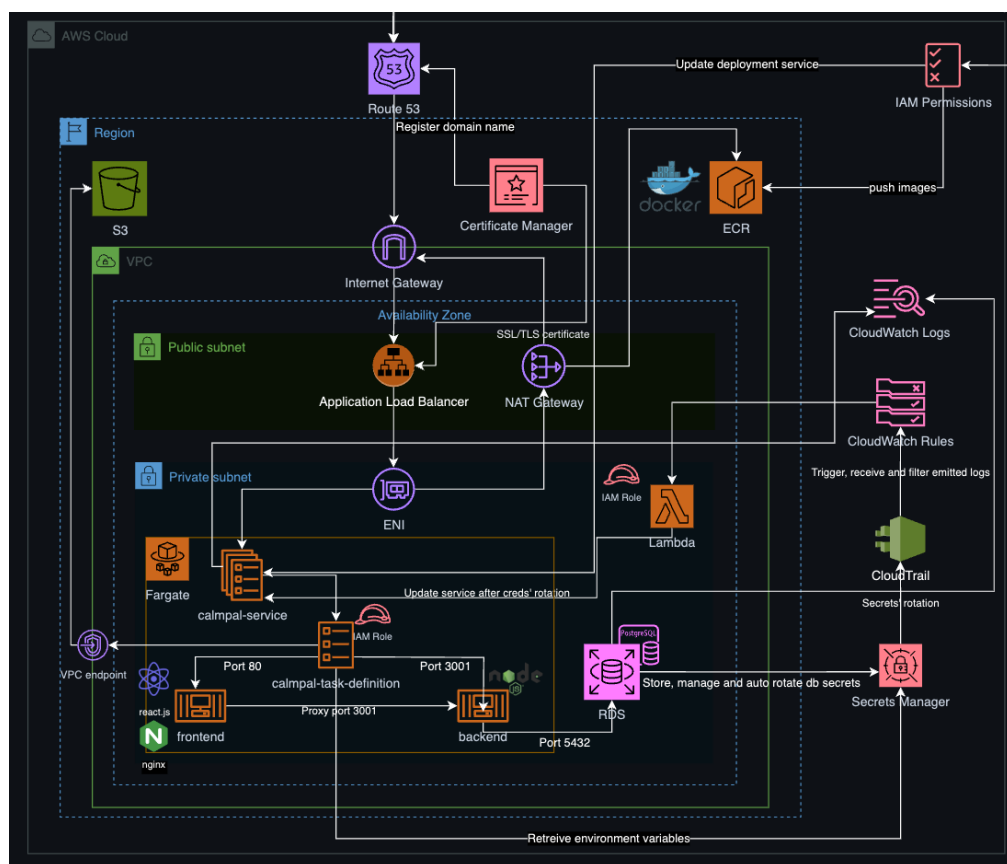 AWS Cloud
53
Route 53
Update deployment service
IAM Permissions
Register domain name
Region
push images
docker
S3
Certificate Manager
ECR
VPC
Internet Gateway
Availability Zone
CloudWatch Logs
SSL/TLS certificate
Public subnet
Application Load Balancer
NAT Gateway
CloudWatch Rules
Trigger, receive and filter emitted logs
Private subnet
IAM Role
ENI
Lambda
CloudTrail
Fargate
Update service after creds' rotation
Secrets' rotation
calmpal-service
IAM Role
PostgreSQL
VPC endpoint
Port 80
Port 3001
node
JS
calmpal-task-definition
Store, manage and auto rotate db secrets
Secrets Manager
react.js
Proxy port 3001
RDS
N
frontend
backend
Port 5432
nginx
Retreive environment variables